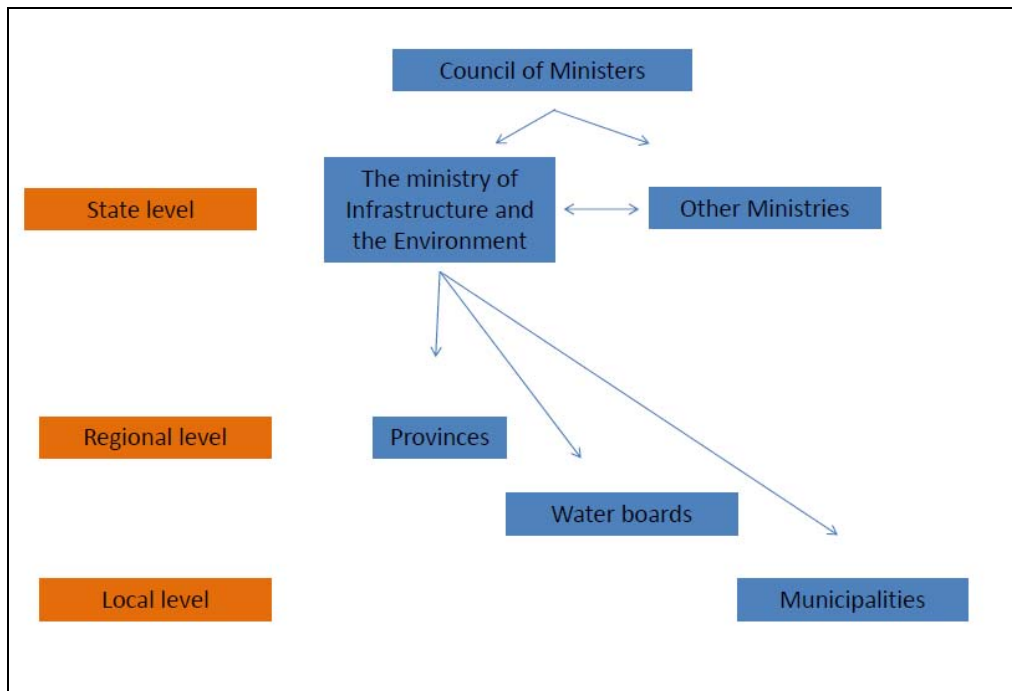 Council of Ministers
State level
The ministry of
Infrastructure and
the Environment
Other Ministries
Regional level
Provinces
Water boards
Local level
Municipalities